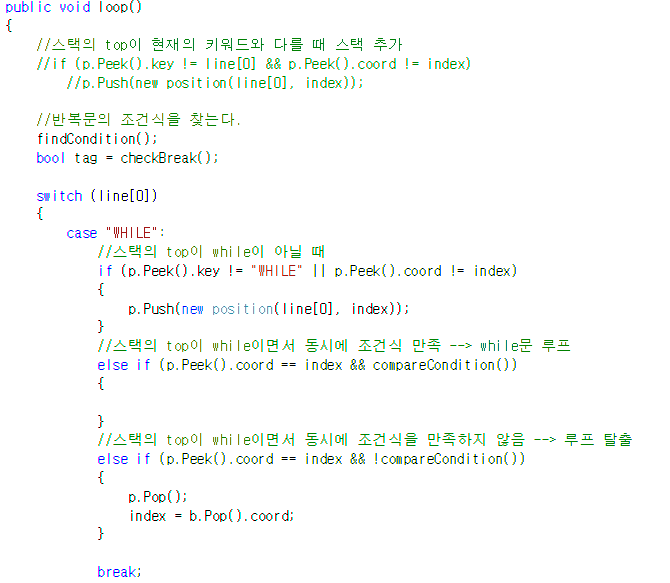 public void loop()
{
//스택의 top이 현재의 키워드와 다를 때 스택 추가
//if (p.Peek().key != line[0] && p.Peek().coord != index)
//p.Push(new position(line[0], index));
//반복문의 조건식을 찾는다.
findCondition();
bool tag = checkBreak();
switch (line[0])
{
case "WHILE":
//스택의 top이 while이 아닐 때
if (p.Peek().key != "WHILE" || p.Peek().coord != index)
{
p.Push(new position(line[0], index));
}
//스택의 top이 while이면서 동시에 조건식 만족 --> while문 루프
else if (p.Peek().coord == index && compareCondition())
{
}
//스택의 top이 while이면서 동시에 조건식을 만족하지 않음 --> 루프 탈출
else if (p.Peek().coord == index && !compareCondition())
{
p.Pop();
index = b.Pop().coord;
}
break;